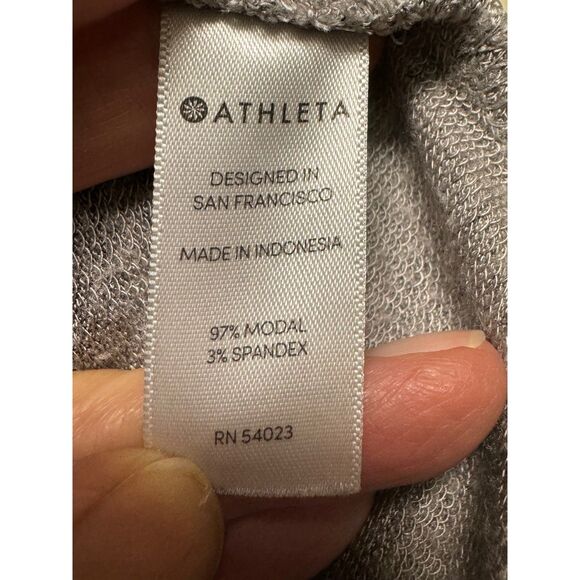 ATHLETA
DESIGNED IN
SAN FRANCISCO
MADE IN INDONESIA
97% MODAL
3% SPANDEX
RN 54023